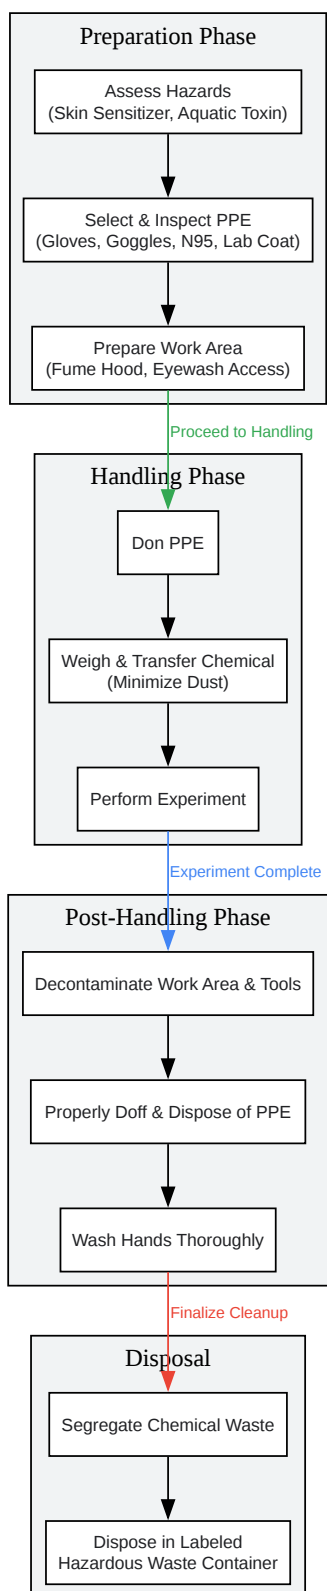 Preparation Phase
Assess Hazards
(Skin Sensitizer, Aquatic Toxin)
Select & Inspect PPE
(Gloves, Goggles, N95, Lab Coat)
Prepare Work Area
(Fume Hood, Eyewash Access)
Proceed to Handling
Handling Phase
Don PPE
Weigh & Transfer Chemical
(Minimize Dust)
Perform Experiment
Experiment Complete
Post-Handling Phase
Decontaminate Work Area & Tools
Properly Doff & Dispose of PPE
Wash Hands Thoroughly
Finalize Cleanup
Disposal
Segregate Chemical Waste
Dispose in Labeled
Hazardous Waste Container